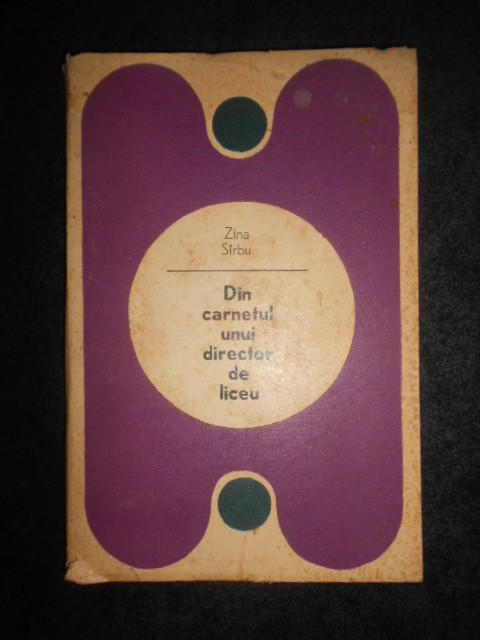 Zina
Sîrbu
Din
carnetul
unui
director
de
liceu